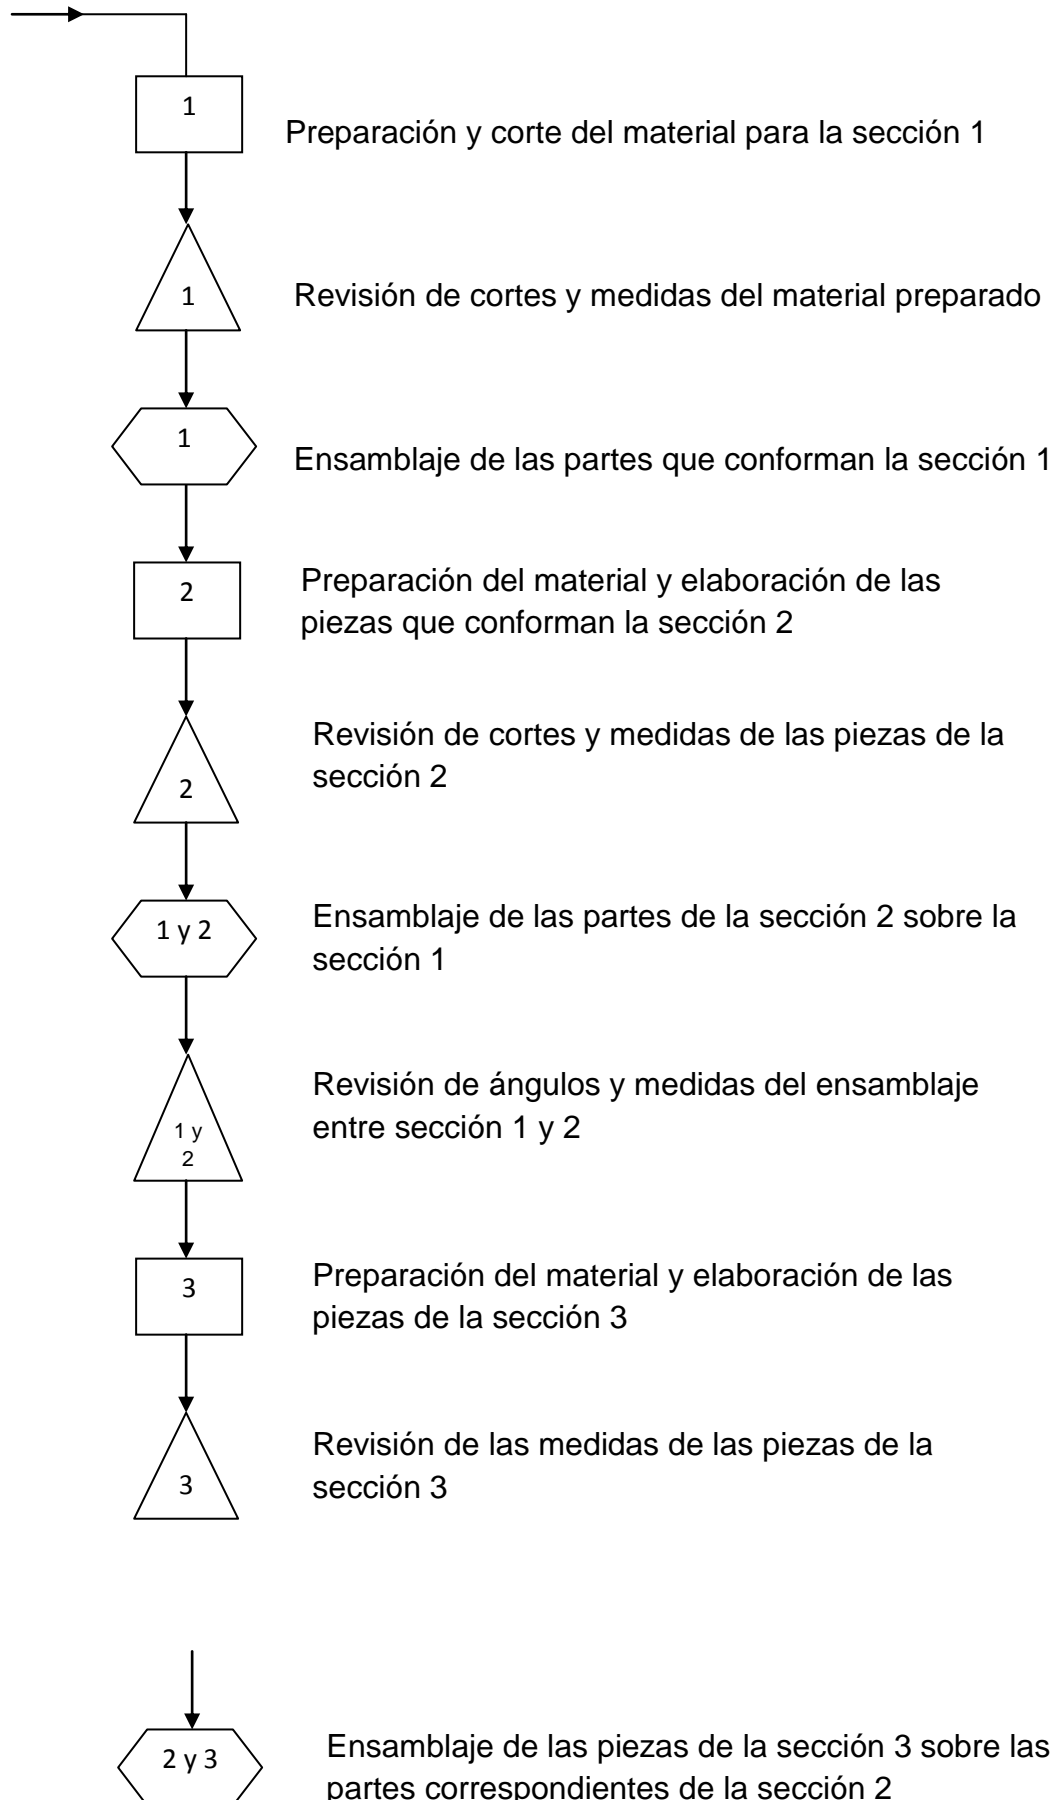 1
Preparación y corte del material para la sección 1
1
Revisión de cortes y medidas del material preparado
1
Ensamblaje de las partes que conforman la sección 1
2
Preparación del material y elaboración de las
piezas que conforman la sección 2
2
Revisión de cortes y medidas de las piezas de la
sección 2
1 y 2
Ensamblaje de las partes de la sección 2 sobre la
sección 1
1 y
2
Revisión de ángulos y medidas del ensamblaje
entre sección 1 y 2
3
Preparación del material y elaboración de las
piezas de la sección 3
3
Revisión de las medidas de las piezas de la
sección 3
2 y 3
Ensamblaje de las piezas de la sección 3 sobre las
partes correspondientes de la sección 2